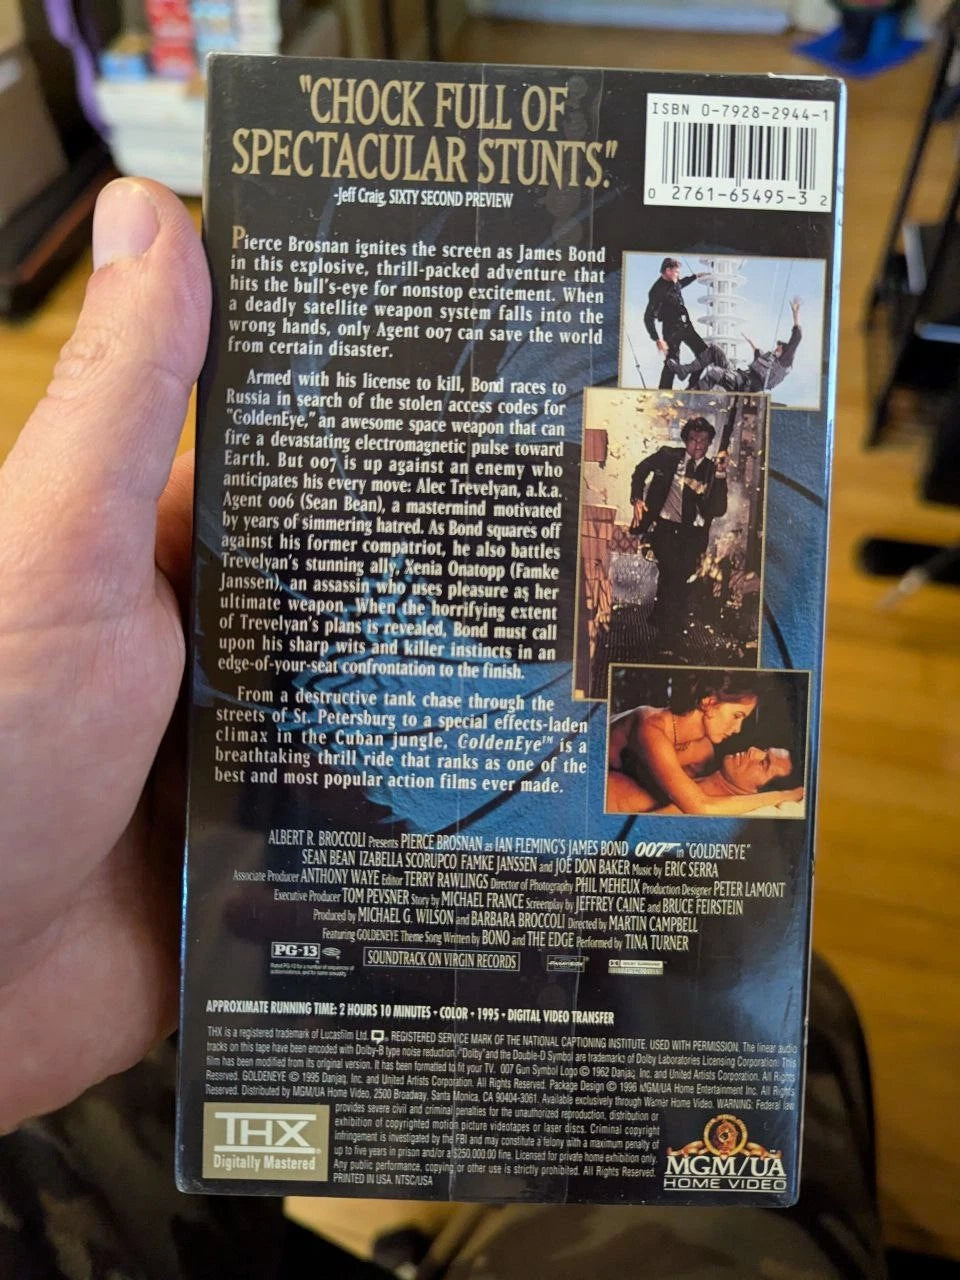 "CHOCK FULL OF
SPECTACULAR STUNTS."
-Jeff Craig, SIXTY SECOND PREVIEW
ISBN 0-7928-2944-1
0 2761-65495-3 2
Pierce Brosnan ignites the screen as James Bond
in this explosive, thrill-packed adventure that
hits the bull's-eye for nonstop excitement. When
a deadly satellite weapon system falls into the
wrong hands, only Agent 007 can save the world
from certain disaster.
Armed with his license to kill, Bond races to
Russia in search of the stolen access codes for
"GoldenEye," an awesome space weapon that can
fire a devastating electromagnetic pulse toward
Earth. But 007 is up against an enemy who
anticipates his every move: Alec Trevelyan, a.k.a.
Agent 006 (Sean Bean), a mastermind motivated
by years of simmering hatred. As Bond squares off
against his former compatriot, he also battles
Trevelyan's stunning ally, Xenia Onatopp (Famke
Janssen), an assassin who uses pleasure as her
ultimate weapon. When the horrifying extent
of Trevelyan's plans is revealed, Bond must call
upon his sharp wits and killer instincts in an
edge-of-your-seat confrontation to the finish.
From a destructive tank chase through the
streets of St. Petersburg to a special effects-laden
climax in the Cuban jungle, GoldenEye™ is a
breathtaking thrill ride that ranks as one of the
best and most popular action films ever made.
ALBERT R. BROCCOLI Presents PIERCE BROSNAN as IAN FLEMING'S JAMES BOND 007™ in "GOLDENEYE"
SEAN BEAN IZABELLA SCORUPCO FAMKE JANSSEN and JOE DON BAKER Music by ERIC SERRA
Associate Producer ANTHONY WAYE Editor TERRY RAWLINGS Director of Photography PHIL MEHEUX Production Designer PETER LAMONT
Executive Producer TOM PEVSNER Story by MICHAEL FRANCE Screenplay by JEFFREY CAINE and BRUCE FEIRSTEIN
Produced by MICHAEL G. WILSON and BARBARA BROCCOLI Directed by MARTIN CAMPBELL
Featuring GOLDENEYE Theme Song Written by BONO and THE EDGE Performed by TINA TURNER
PG-13
Rated PG-13 for a number of sequences of
action/violence, and for some sexuality
SOUNDTRACK ON VIRGIN RECORDS
APPROXIMATE RUNNING TIME: 2 HOURS 10 MINUTES • COLOR • 1995 • DIGITAL VIDEO TRANSFER
THX is a registered trademark of Lucasfilm Ltd. REGISTERED SERVICE MARK OF THE NATIONAL CAPTIONING INSTITUTE. USED WITH PERMISSION. The linear audio
tracks on this tape have been encoded with Dolby-B type noise reduction. "Dolby" and the Double-D Symbol are trademarks of Dolby Laboratories Licensing Corporation. This
film has been modified from its original version. It has been formatted to fit your TV. 007 Gun Symbol Logo © 1962 Danjaq, Inc. and United Artists Corporation. All Rights
Reserved. GOLDENEYE © 1995 Danjaq, Inc. and United Artists Corporation. All Rights Reserved. Package Design © 1996 MGM/UA Home Entertainment Inc. All Rights
Reserved. Distributed by MGM/UA Home Video, 2500 Broadway, Santa Monica, CA 90404-3061. Available exclusively through Warner Home Video. WARNING: Federal law
provides severe civil and criminal penalties for the unauthorized reproduction, distribution or
exhibition of copyrighted motion picture videotapes or laser discs. Criminal copyright
infringement is investigated by the FBI and may constitute a felony with a maximum penalty of
up to five years in prison and/or a $250,000.00 fine. Licensed for private home exhibition only.
Any public performance, copying or other use is strictly prohibited. All Rights Reserved.
PRINTED IN USA. NTSC/USA
THX
Digitally Mastered
MGM/UA
HOME VIDEO